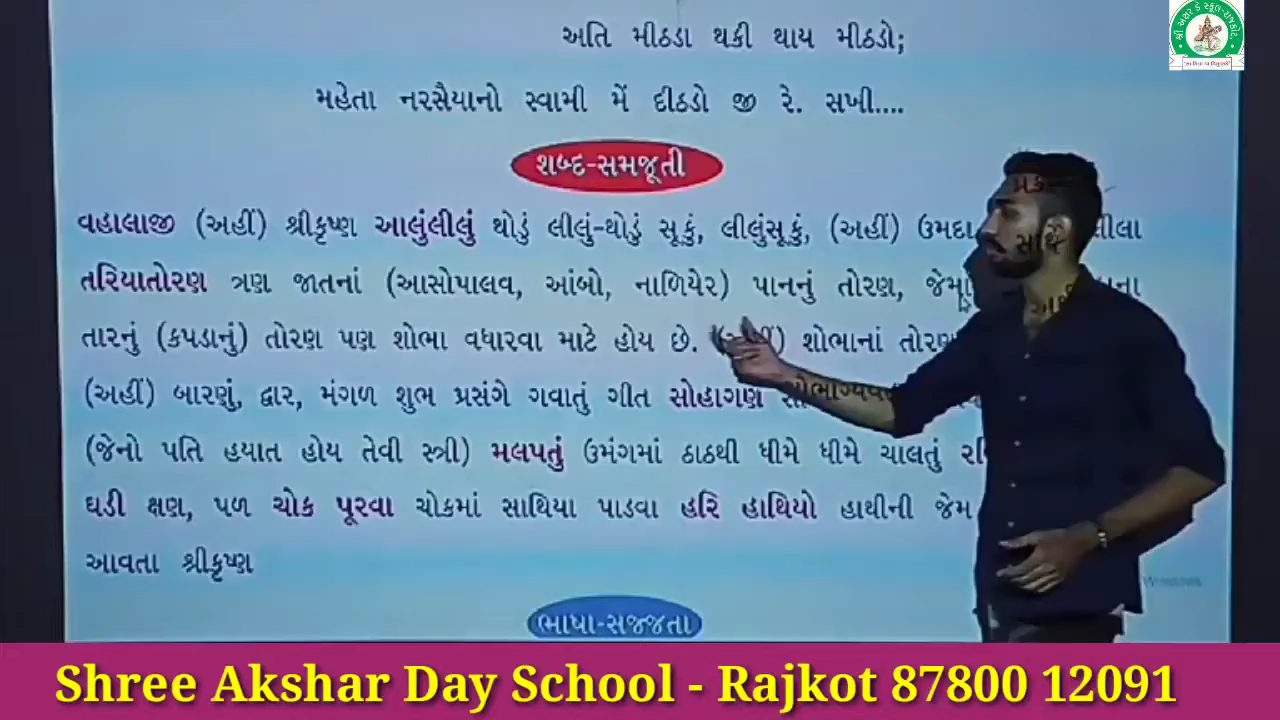 અતિ મીઠડા થકી થાય મીઠડો;
મહેતા નરસૈયાનો સ્વામી મેં દીઠડો જી રે. સખી....
શબ્દ-સમજૂતી
વહાલાજી (અહીં) શ્રીકૃષ્ણ આલુંલીલું થોડું લીલું-થોડું સૂકું, લીલુંસૂકું, (અહીં) ઉમદા લીલા
તરિયાતોરણ ત્રણ જાતનાં (આસોપાલવ, આંબો, નાળિયેર) પાનનું તોરણ, જેમાં
તારનું (કપડાનું) તોરણ પણ શોભા વધારવા માટે હોય છે. (અહીં) શોભાનાં તોરણ
(અહીં) બારણું, દ્વાર, મંગળ શુભ પ્રસંગે ગવાતું ગીત સોહાગણ
(જેનો પતિ હયાત હોય તેવી સ્ત્રી) મલપતું ઉમંગમાં ઠાઠથી ધીમે ધીમે ચાલતું
ઘડી ક્ષણ, પળ ચોક પૂરવા ચોકમાં સાથિયા પાડવા હરિ હાથિયો હાથીની જેમ
આવતા શ્રીકૃષ્ણ
ભાષા-સજ્જતા
Shree Akshar Day School - Rajkot 87800 12091